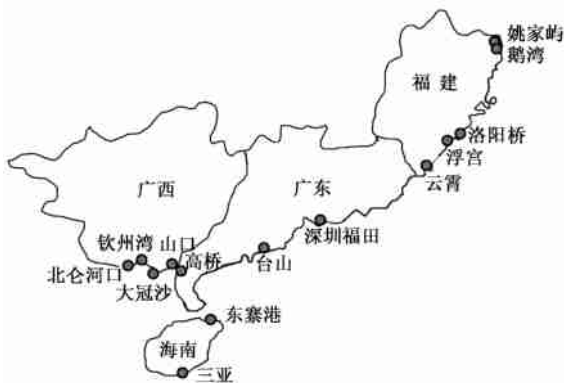 姚家屿
鹅湾
福建
洛阳桥
浮宫
云霄
广西
广东
深圳福田
钦州湾 山口
高桥
台山
北仑河口
大冠沙
东寨港
海南
三亚